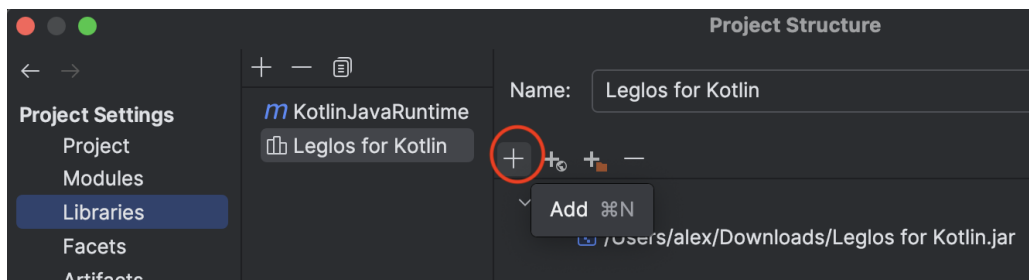 Project Structure
Project Settings
Project
Modules
Libraries
Facets
Artifacts
KotlinJavaRuntime
Leglos for Kotlin
Name: Leglos for Kotlin
Add ⌘N
/Users/alex/Downloads/Leglos for Kotlin.jar